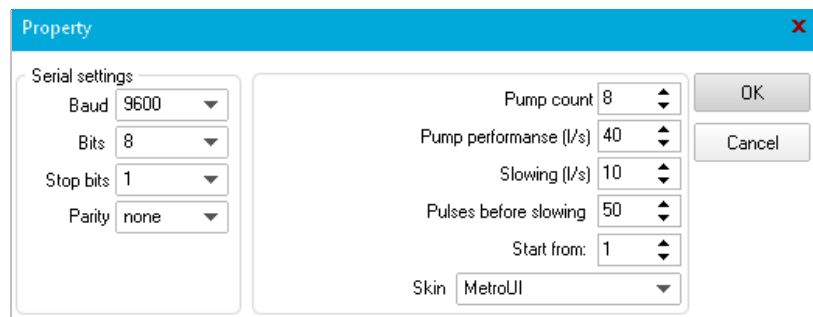 Property
Serial settings
Baud 9600
Bits 8
Stop bits 1
Parity none
Pump count 8
Pump performanse (l/s) 40
Slowing (l/s) 10
Pulses before slowing 50
Start from: 1
Skin MetroUI
OK
Cancel